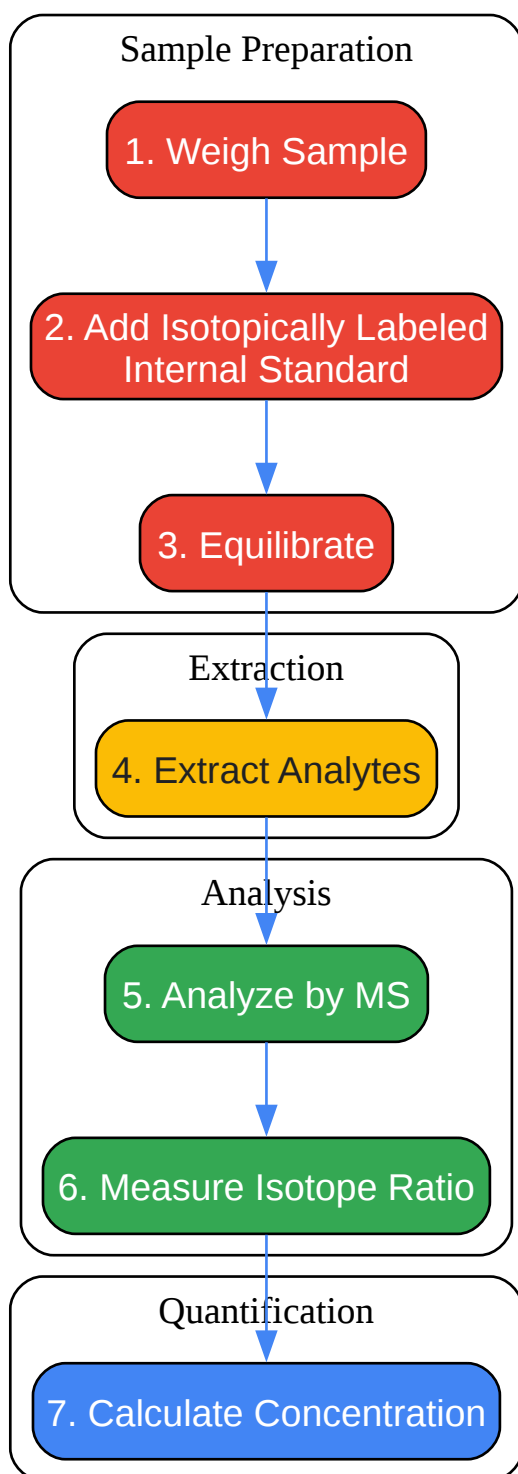 Sample Preparation
1. Weigh Sample
2. Add Isotopically Labeled
Internal Standard
3. Equilibrate
Extraction
4. Extract Analytes
Analysis
5. Analyze by MS
6. Measure Isotope Ratio
Quantification
7. Calculate Concentration